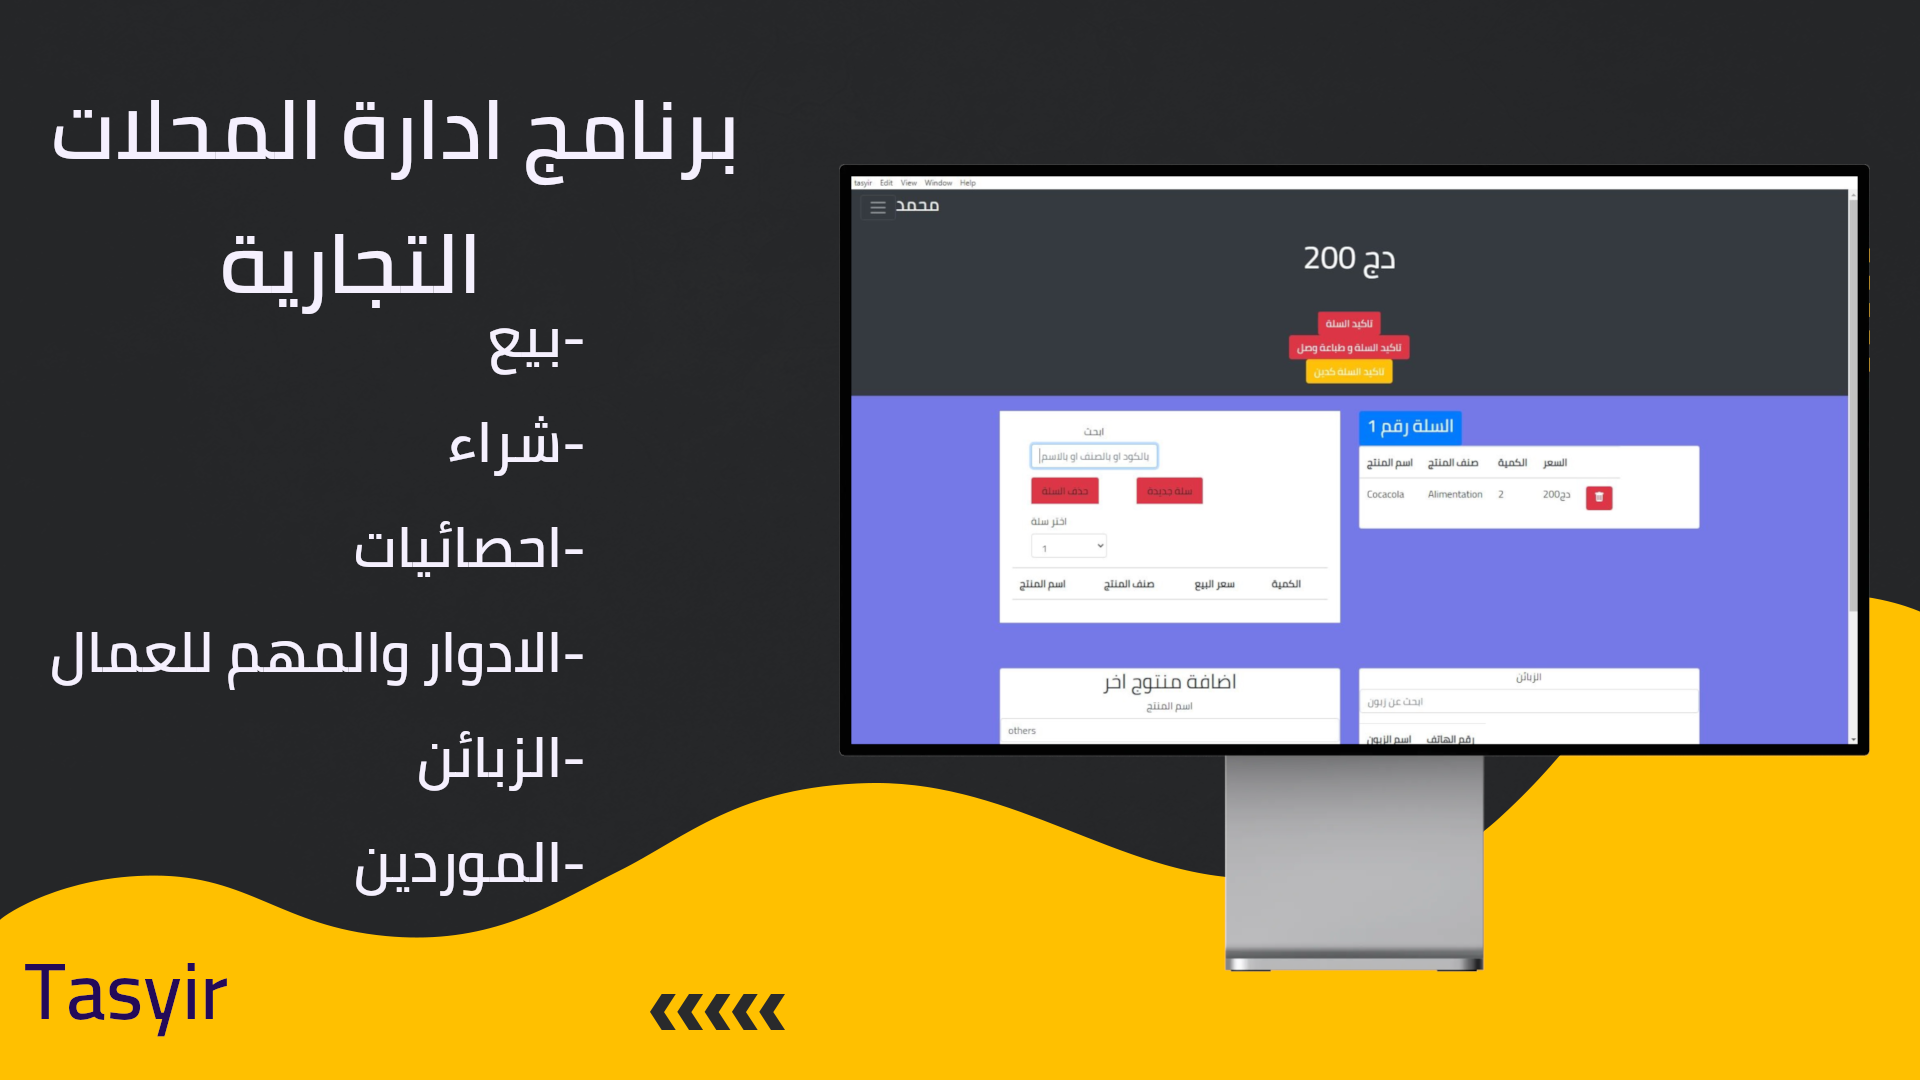 برنامج ادارة المحلات
التجارية
-بيع
-شراء
-احصائيات
-الادوار والمهم للعمال
-الزبائن
-الموردين
Tasyir
tasyir Edit View Window Help
محمد
دج 200
تاكيد السلة
تاكيد السلة و طباعة وصل
تاكيد السلة كدين
ابحث
بالكود او بالصنف او بالاسم
حذف السلة سلة جديدة
اختر سلة
1
اسم المنتج صنف المنتج سعر البيع الكمية
السلة رقم 1
اسم المنتج صنف المنتج الكمية السعر
Cocacola Alimentation 2 200دج
اضافة منتوج اخر
اسم المنتج
others
الزبائن
ابحث عن زبون
اسم الزبون رقم الهاتف